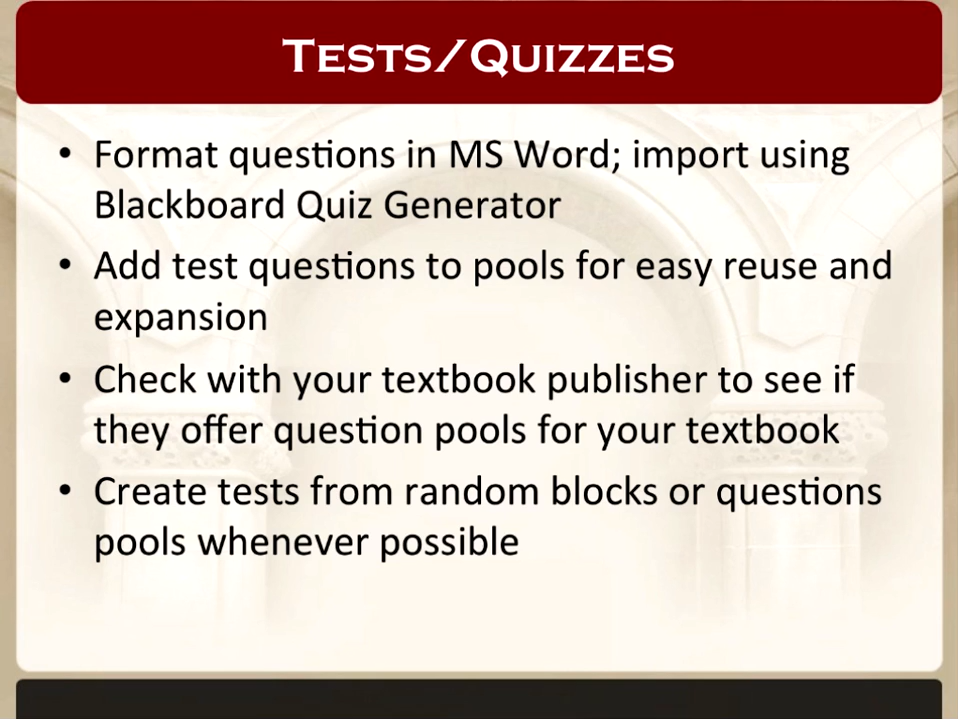 Tests/Quizzes
• Format questions in MS Word; import using
Blackboard Quiz Generator
• Add test questions to pools for easy reuse and
expansion
• Check with your textbook publisher to see if
they offer question pools for your textbook
• Create tests from random blocks or questions
pools whenever possible